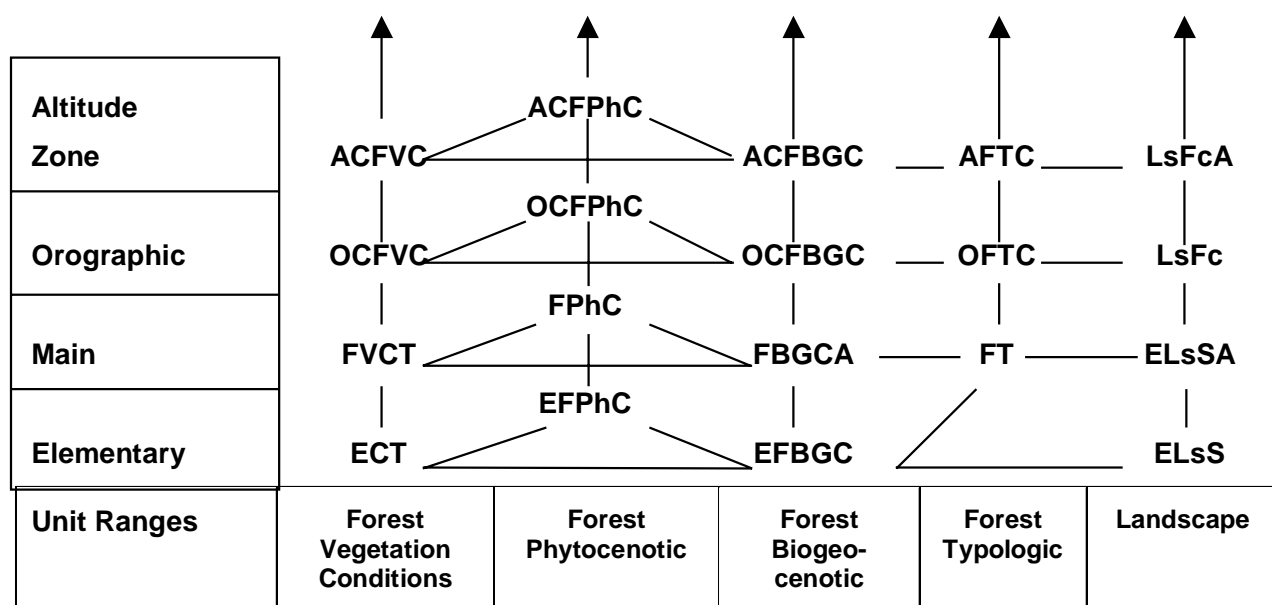 Altitude
Zone
ACFPhC
ACFVC ACFBGC AFTC LsFcA
OCFPhC
Orographic OCFVC OCFBGC OFTC LsFc
FPhC
Main FVCT FBGCA FT ELsSA
EFPhC
Elementary ECT EFBGC ELsS
Unit Ranges
Forest
Vegetation
Conditions
Forest
Phytocenotic
Forest
Biogeo-
cenotic
Forest
Typologic
Landscape